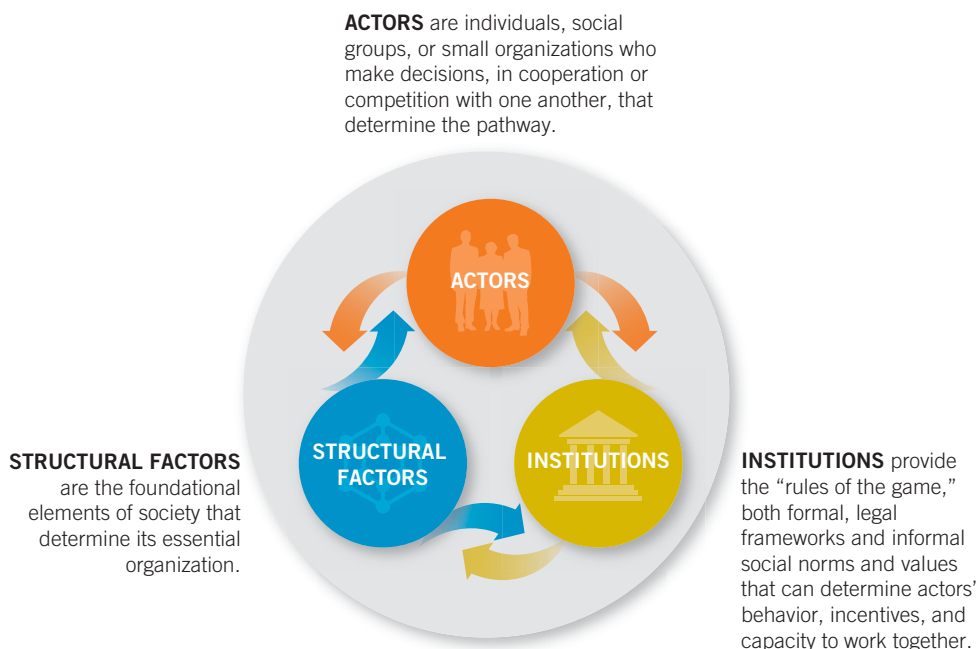 ACTORS are individuals, social
groups, or small organizations who
make decisions, in cooperation or
competition with one another, that
determine the pathway.
ACTORS
STRUCTURAL
FACTORS
INSTITUTIONS
STRUCTURAL FACTORS
are the foundational
elements of society that
determine its essential
organization.
INSTITUTIONS provide
the “rules of the game,”
both formal, legal
frameworks and informal
social norms and values
that can determine actors’
behavior, incentives, and
capacity to work together.